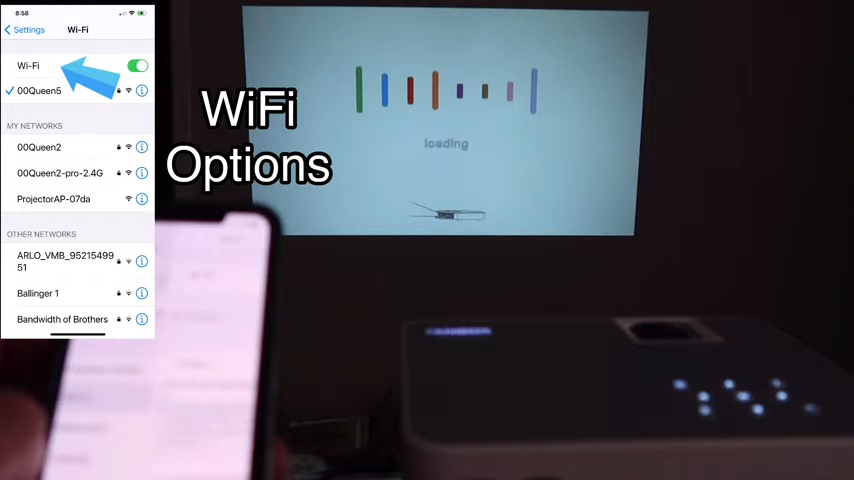 8:58
Settings
Wi-Fi
Wi-Fi
00Queen5
MY NETWORKS
00Queen2
00Queen2-pro-2.4G
ProjectorAP-07da
OTHER NETWORKS
ARLO_VMB_95215499
51
Ballinger 1
Bandwidth of Brothers
WiFi
Options
loading